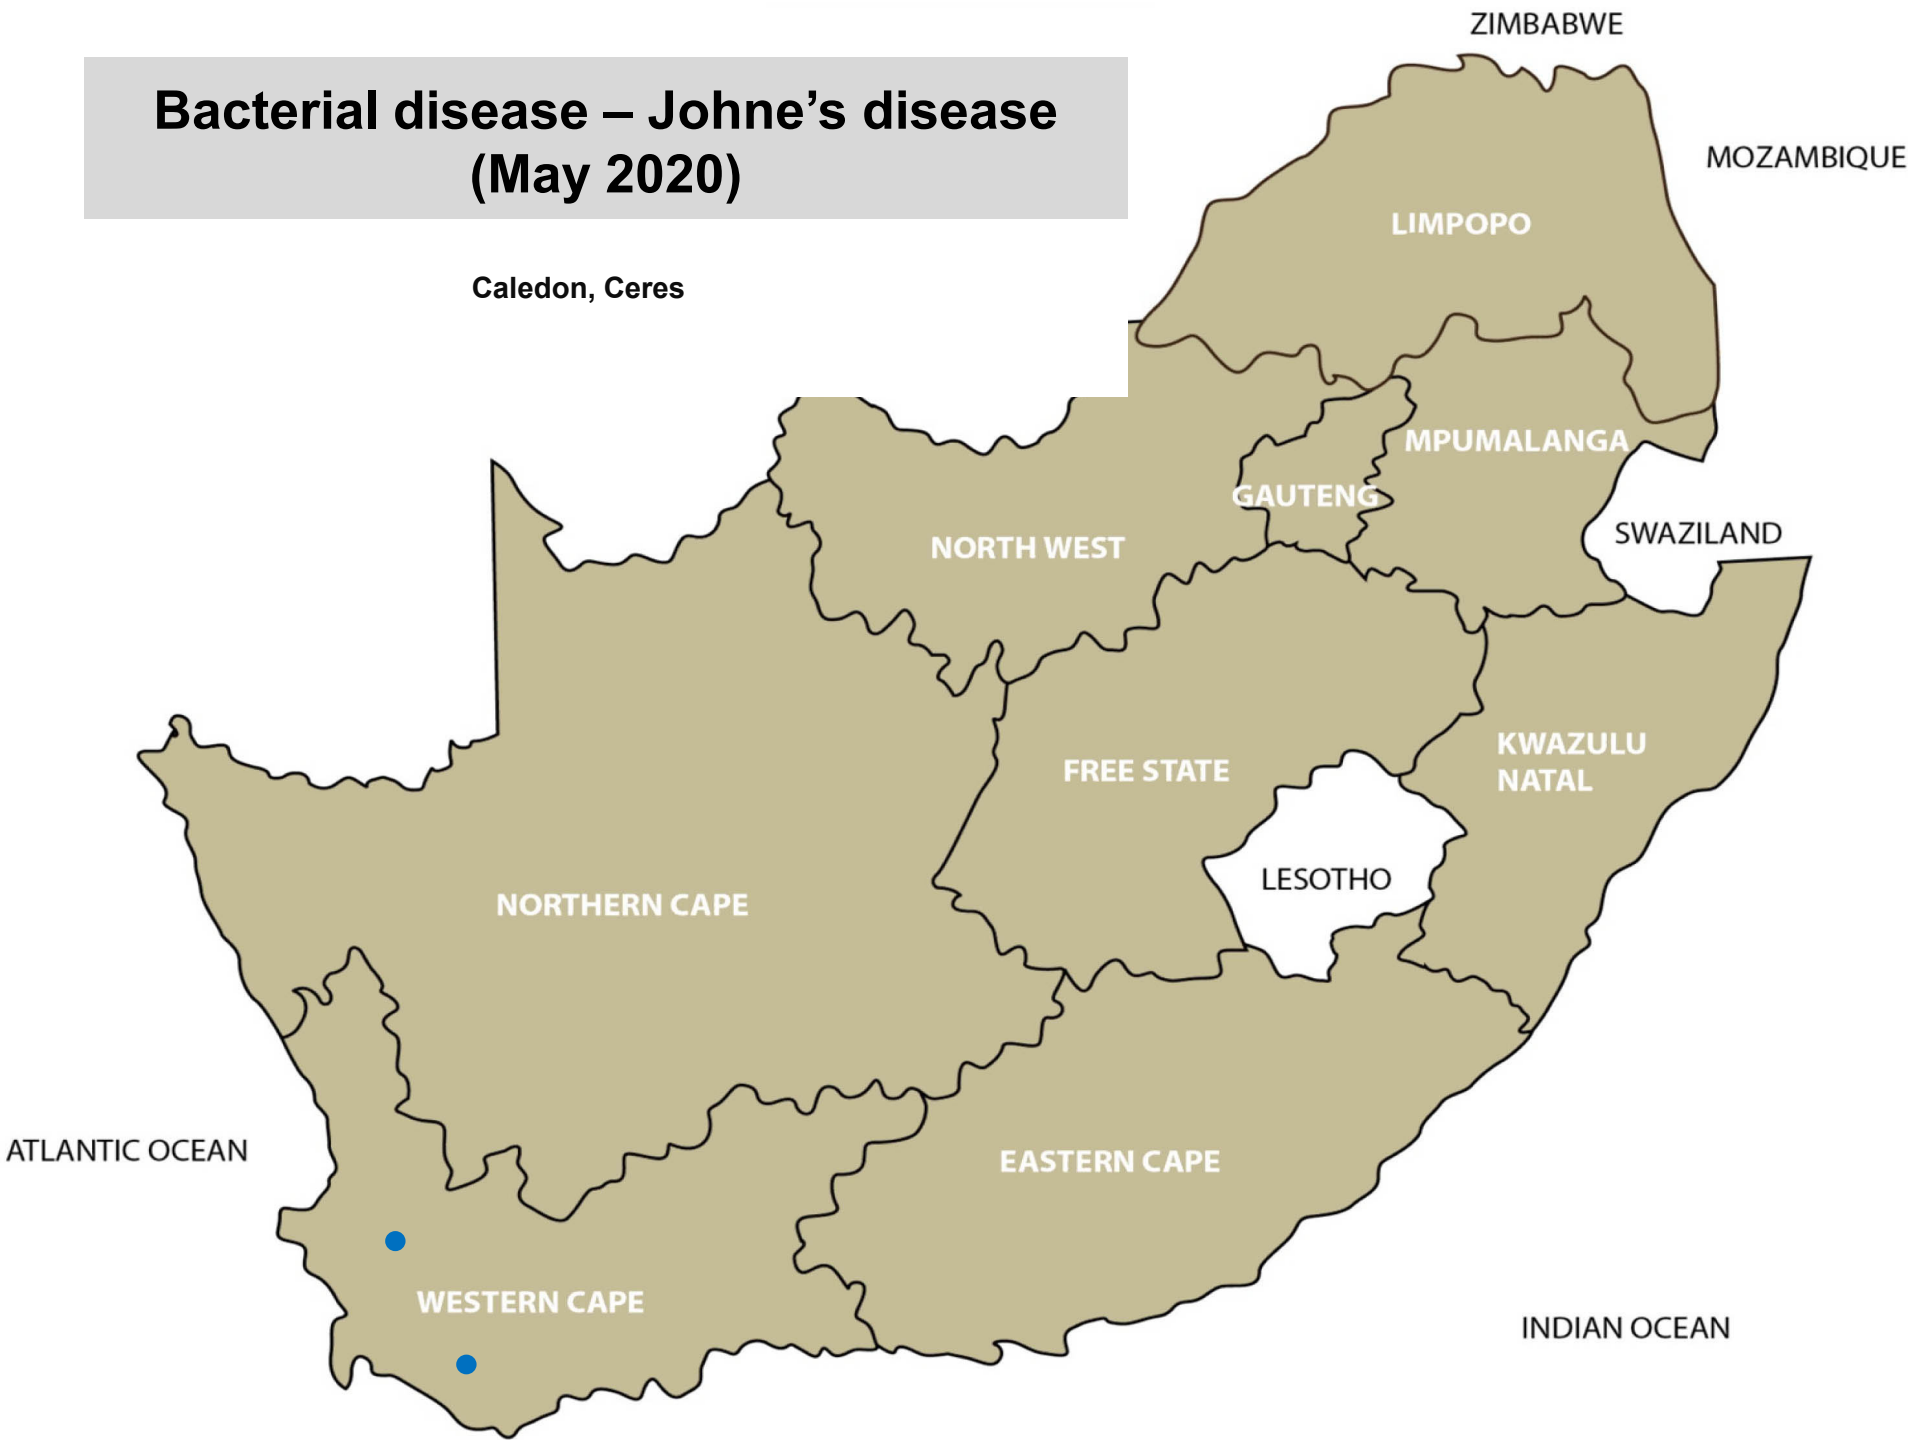 ZIMBABWE
Bacterial disease – Johne’s disease
(May 2020)
MOZAMBIQUE
LIMPOPO
Caledon, Ceres
MPUMALANGA
GAUTENG
SWAZILAND
NORTH WEST
KWAZULU
NATAL
FREE STATE
LESOTHO
NORTHERN CAPE
ATLANTIC OCEAN
EASTERN CAPE
WESTERN CAPE
INDIAN OCEAN